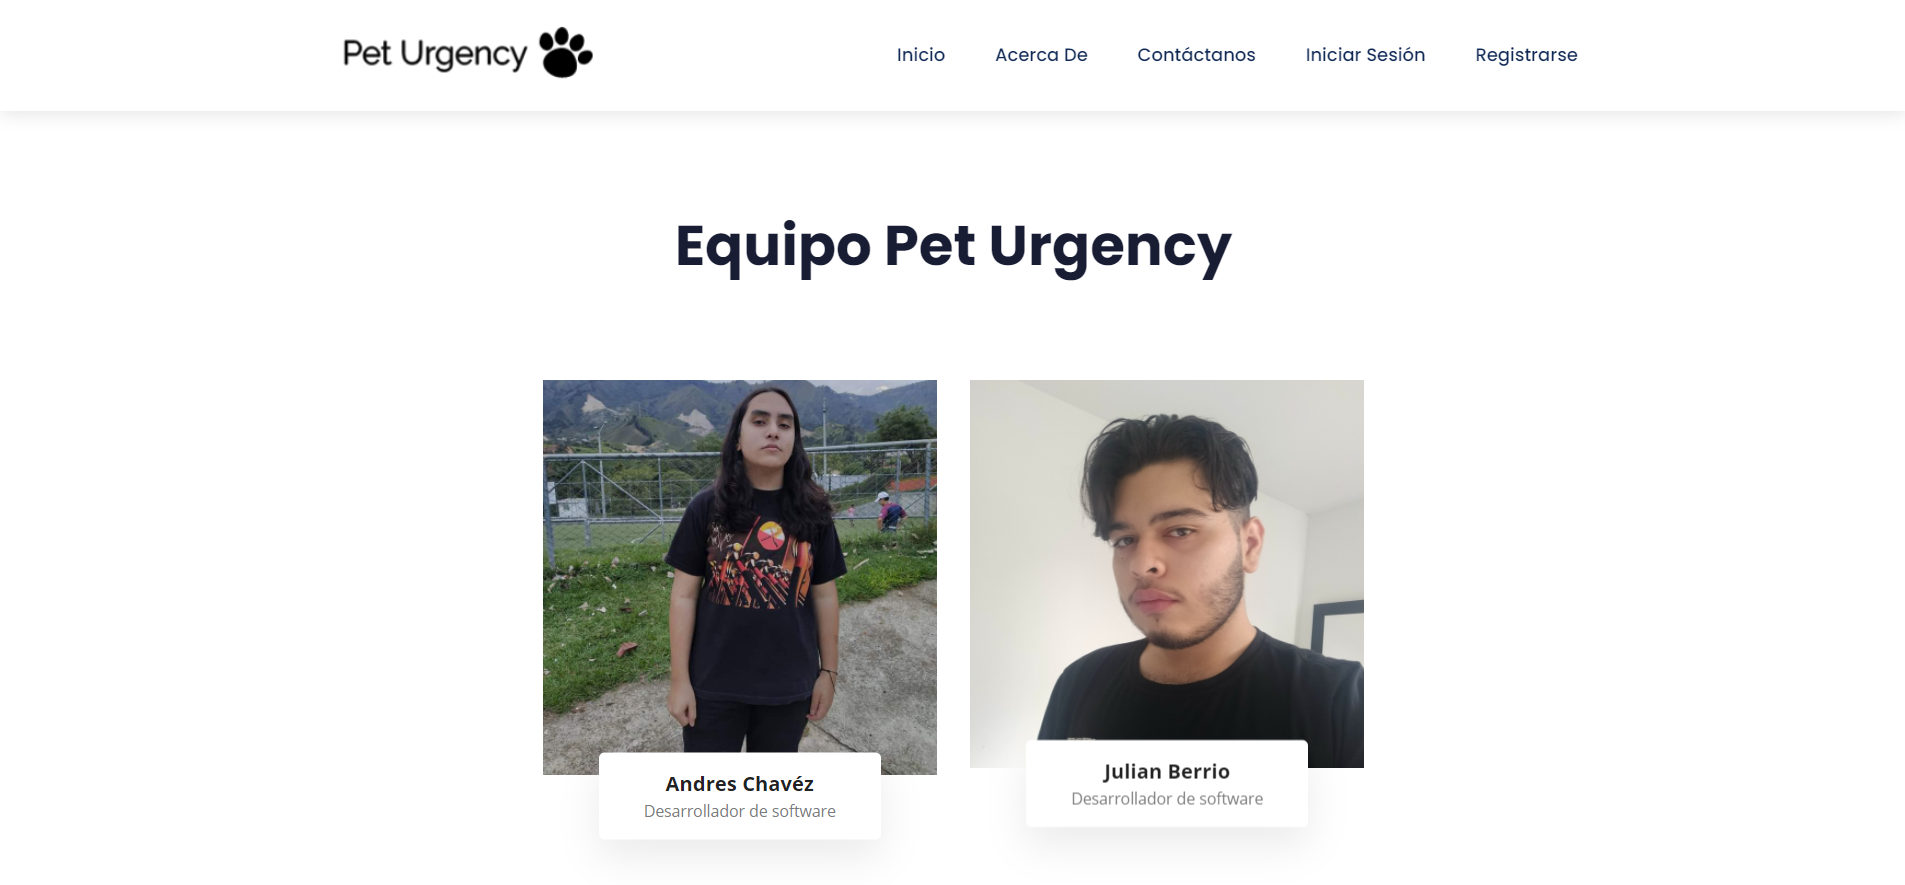 Pet Urgency
Inicio Acerca De Contáctanos Iniciar Sesión Registrarse
Equipo Pet Urgency
Andres Chavéz
Desarrollador de software
Julian Berrio
Desarrollador de software